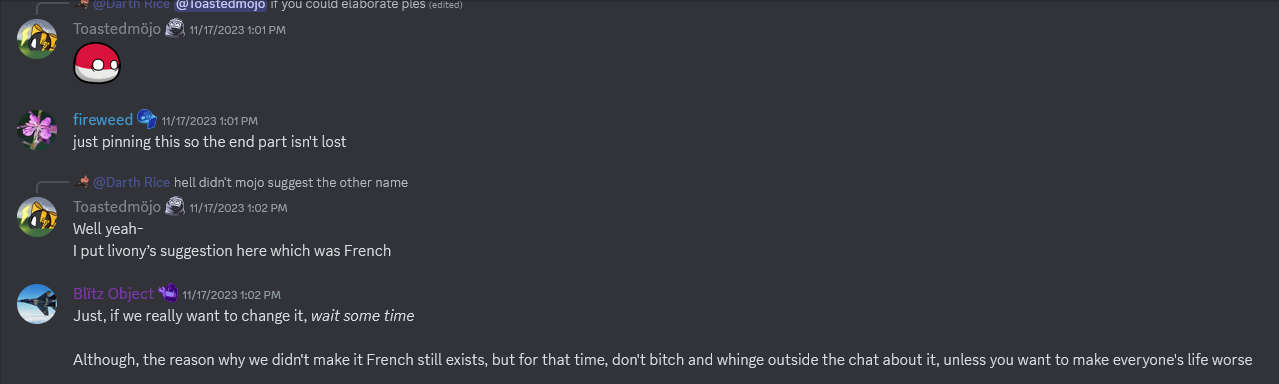 @Darth Rice @Toastedmöjo if you could elaborate ples (edited)
Toastedmöjo 11/17/2023 1:01 PM
fireweed 11/17/2023 1:01 PM
just pinning this so the end part isn't lost
@Darth Rice hell didn't mojo suggest the other name
Toastedmöjo 11/17/2023 1:02 PM
Well yeah-
I put livony's suggestion here which was French
Blïtz Object 11/17/2023 1:02 PM
Just, if we really want to change it, wait some time
Although, the reason why we didn't make it French still exists, but for that time, don't bitch and whinge outside the chat about it, unless you want to make everyone's life worse